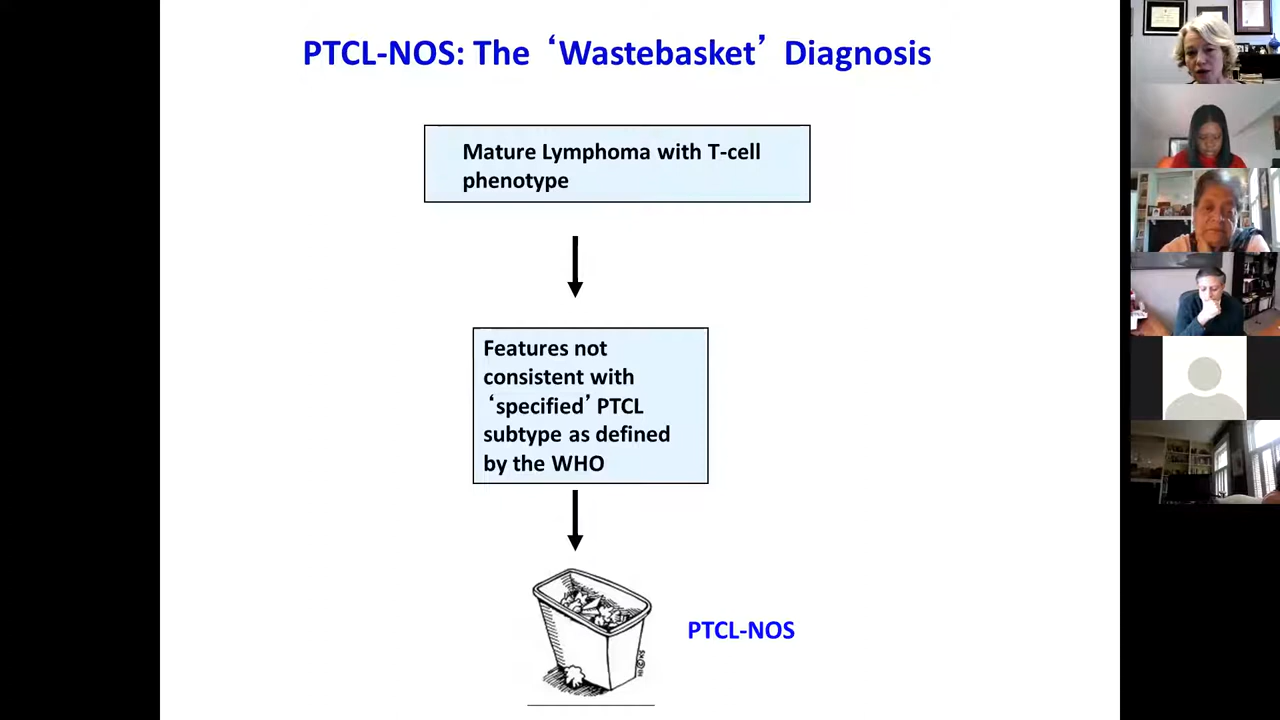 PTCL-NOS: The ‘Wastebasket’ Diagnosis
Mature Lymphoma with T-cell
phenotype
Features not
consistent with
‘specified’ PTCL
subtype as defined
by the WHO
PTCL-NOS